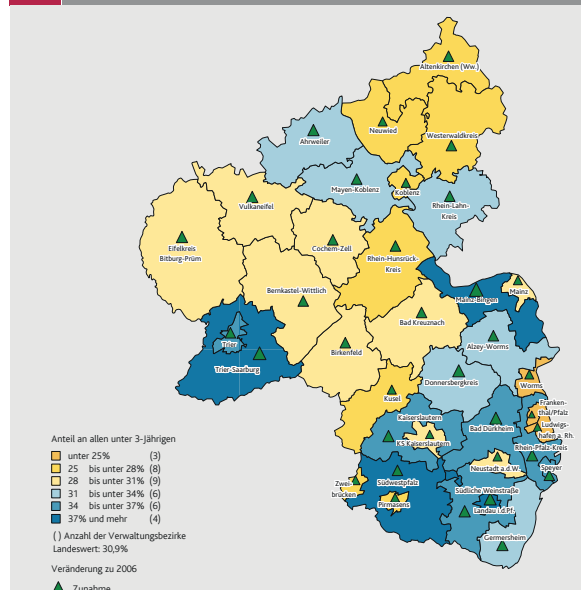 Altenkirchen (Ww.)
Neuwied
Westerwaldkreis
Ahrweiler
Mayen-Koblenz
Koblenz
Rhein-Lahn-
Kreis
Vulkaneifel
Cochem-Zell
Eifelkreis
Bitburg-Prüm
Rhein-Hunsrück-
Kreis
Bernkastel-Wittlich
Mainz-Bingen
Mainz
Bad Kreuznach
Trier
Trier-Saarburg
Birkenfeld
Alzey-Worms
Donnersbergkreis
Worms
Kusel
Franken-
thal/Pfalz
Kaiserslautern
Bad Dürkheim
Ludwigs-
hafen a. Rh.
KS Kaiserslautern
Rhein-Pfalz-Kreis
Neustadt a.d.W.
Speyer
Zwei-
brücken
Südwestpfalz
Südliche Weinstraße
Pirmasens
Landau i.d.Pf.
Germersheim
Anteil an allen unter 3-Jährigen
unter 25% (3)
25 bis unter 28% (8)
28 bis unter 31% (9)
31 bis unter 34% (6)
34 bis unter 37% (6)
37% und mehr (4)
( ) Anzahl der Verwaltungsbezirke
Landeswert: 30,9%
Veränderung zu 2006
Zunahme